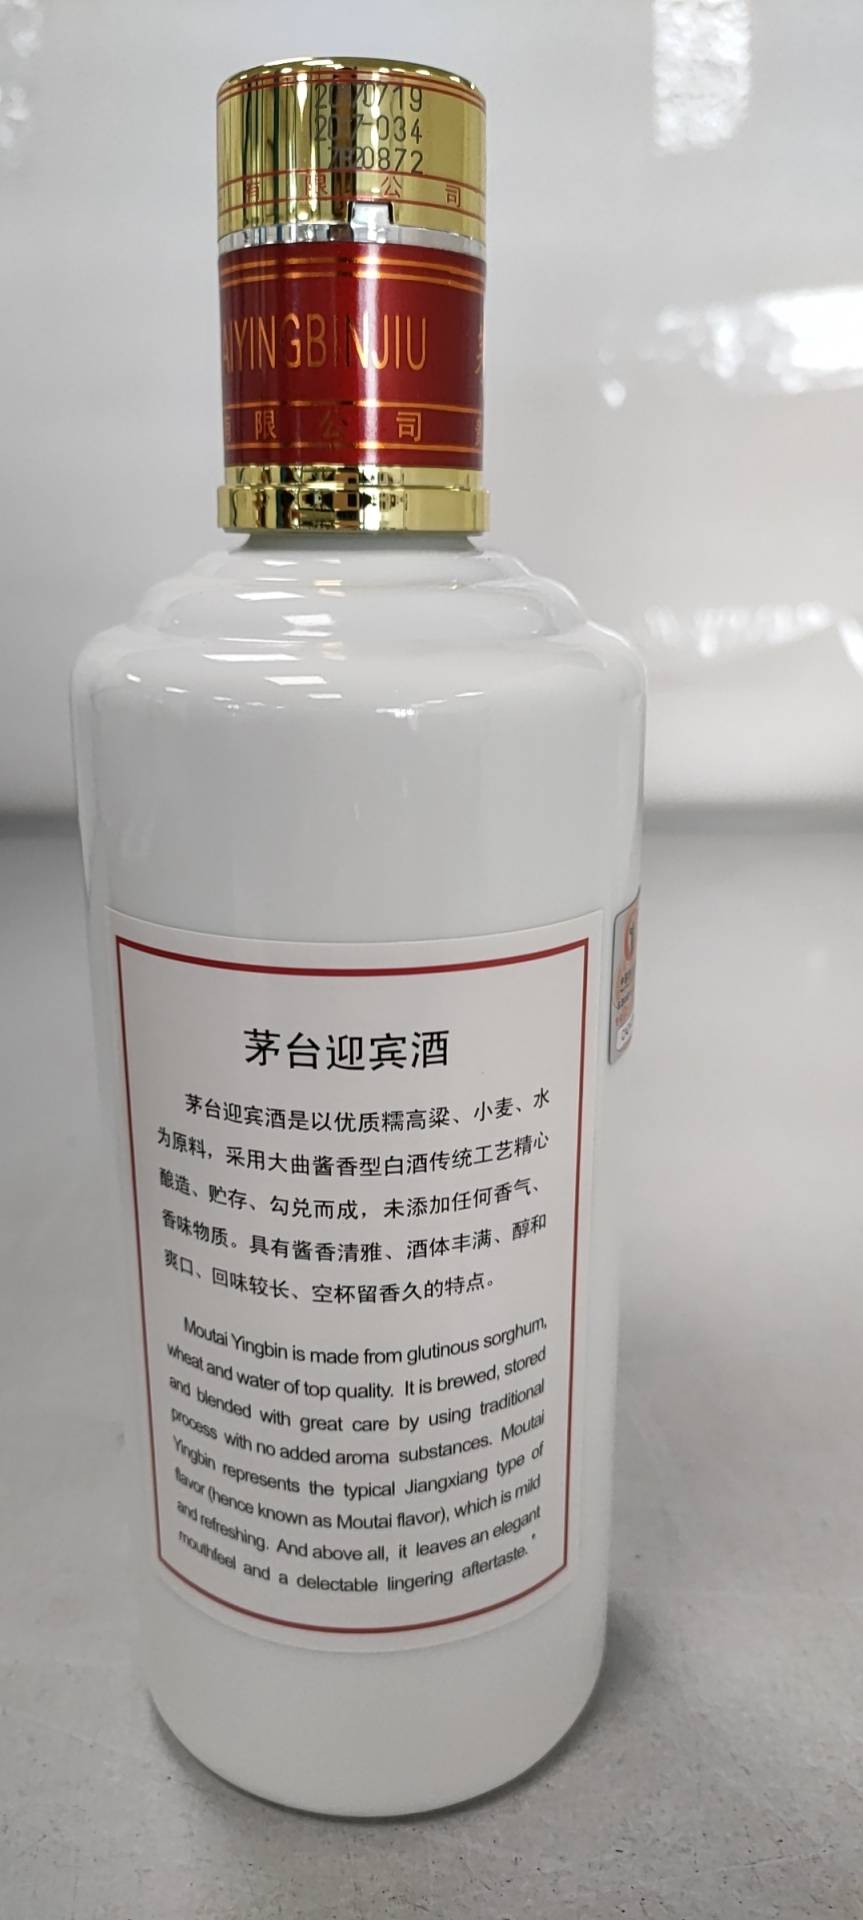 719
-034
0872
有限公司
AIYINGBINJIU
有限公司
茅台迎宾酒
茅台迎宾酒是以优质糯高粱、小麦、水
为原料，采用大曲酱香型白酒传统工艺精心
酿造、贮存、勾兑而成，未添加任何香气、
香味物质。具有酱香清雅、酒体丰满、醇和
爽口、回味较长、空杯留香久的特点。
Moutai Yingbin is made from glutinous sorghum,
wheat and water of top quality. It is brewed, stored
and blended with great care by using traditional
process with no added aroma substances. Moutai
Yingbin represents the typical Jiangxiang type of
flavor (hence known as Moutai flavor), which is mild
and refreshing. And above all, it leaves an elegant
mouthfeel and a delectable lingering aftertaste. "